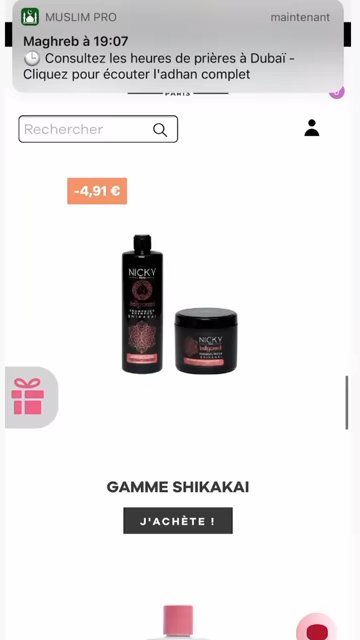 MUSLIM PRO
maintenant
Maghreb à 19:07
Consultez les heures de prières à Dubaï -
Cliquez pour écouter l'adhan complet
PARIS
Rechercher
-4,91 €
NICKY
NICKY
GAMME SHIKAKAI
J'ACHÈTE !